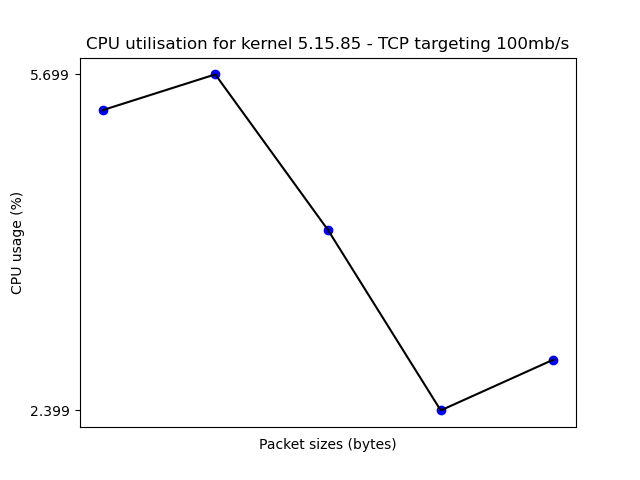 CPU utilisation for kernel 5.15.85 - TCP targeting 100mb/s
5.699
CPU usage (%)
2.399
Packet sizes (bytes)